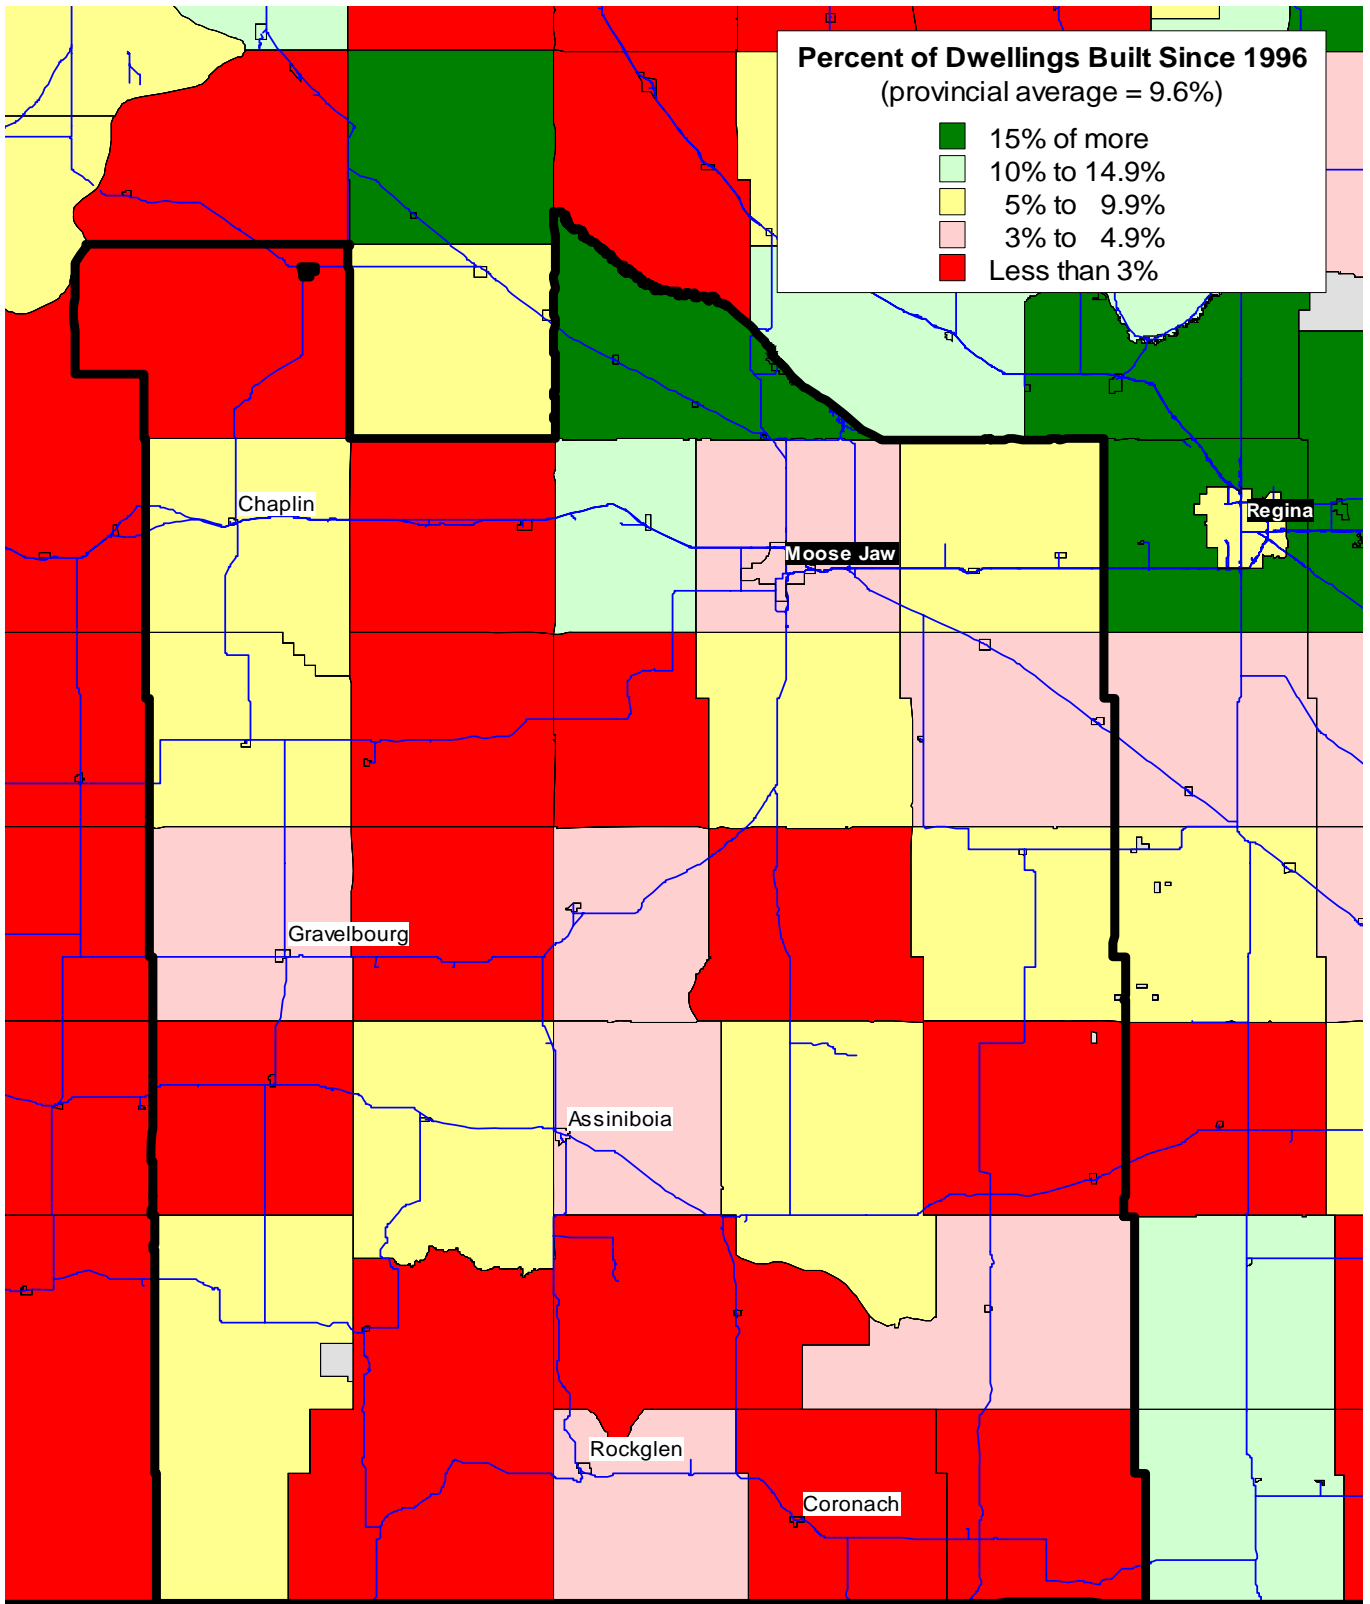 Percent of Dwellings Built Since 1996
(provincial average = 9.6%)
15% of more
10% to 14.9%
5% to 9.9%
3% to 4.9%
Less than 3%
Chaplin
Regina
Moose Jaw
Gravelbourg
Assiniboia
Rockglen
Coronach